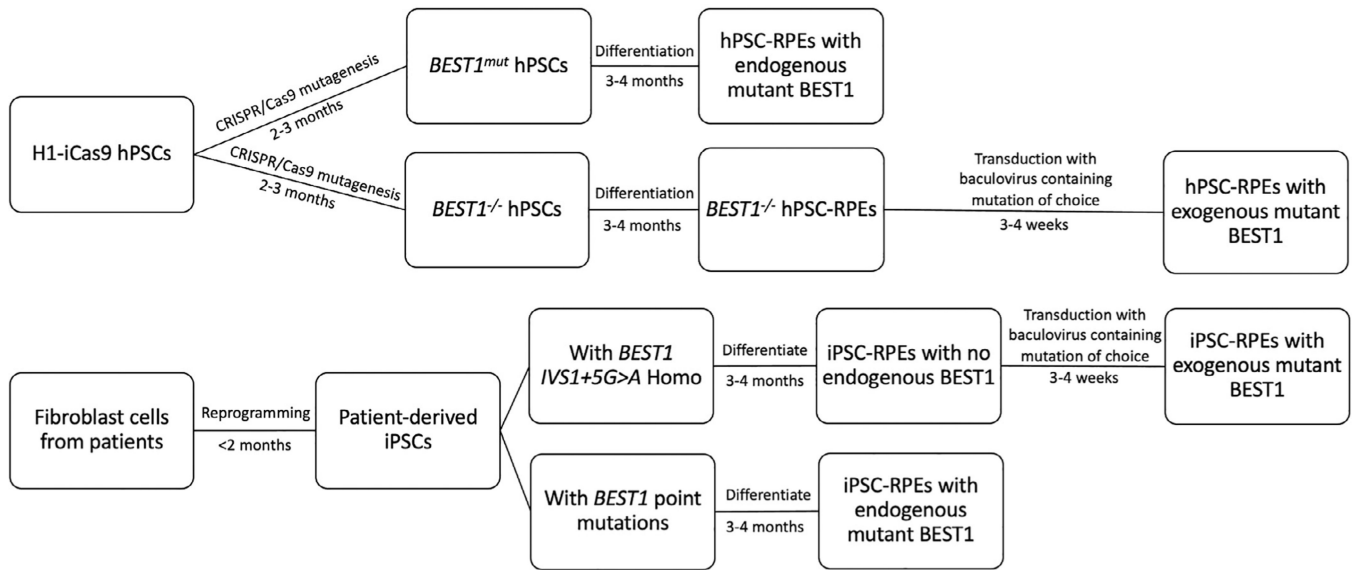 H1-iCas9 hPSCs
CRISPR/Cas9 mutagenesis
2-3 months
BEST1mut hPSCs
Differentiation
3-4 months
hPSC-RPEs with
endogenous
mutant BEST1
CRISPR/Cas9 mutagenesis
2-3 months
BEST1-/- hPSCs
Differentiation
3-4 months
BEST1-/- hPSC-RPEs
Transduction with
baculovirus containing
mutation of choice
3-4 weeks
hPSC-RPEs with
exogenous mutant
BEST1
Fibroblast cells
from patients
Reprogramming
<2 months
Patient-derived
iPSCs
With BEST1
IVS1+5G>A Homo
Differentiate
3-4 months
iPSC-RPEs with no
endogenous BEST1
Transduction with
baculovirus containing
mutation of choice
3-4 weeks
iPSC-RPEs with
exogenous mutant
BEST1
With BEST1 point
mutations
Differentiate
3-4 months
iPSC-RPEs with
endogenous
mutant BEST1